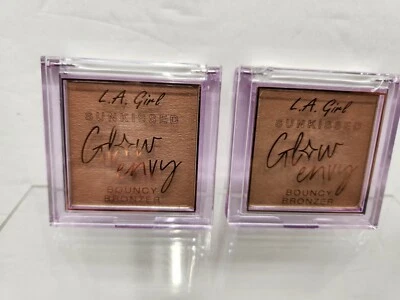 L.A. Girl
SUNKISSED
Glow
envy
BOUNCY
BRONZER
L.A. Girl
SUNKISSED
Glow
envy
BOUNCY
BRONZER